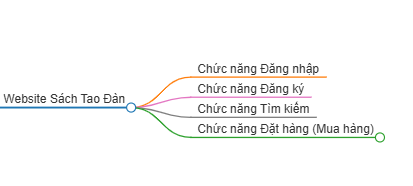 Chức năng Đăng nhập
Chức năng Đăng ký
Website Sách Tao Đàn
Chức năng Tìm kiếm
Chức năng Đặt hàng (Mua hàng)